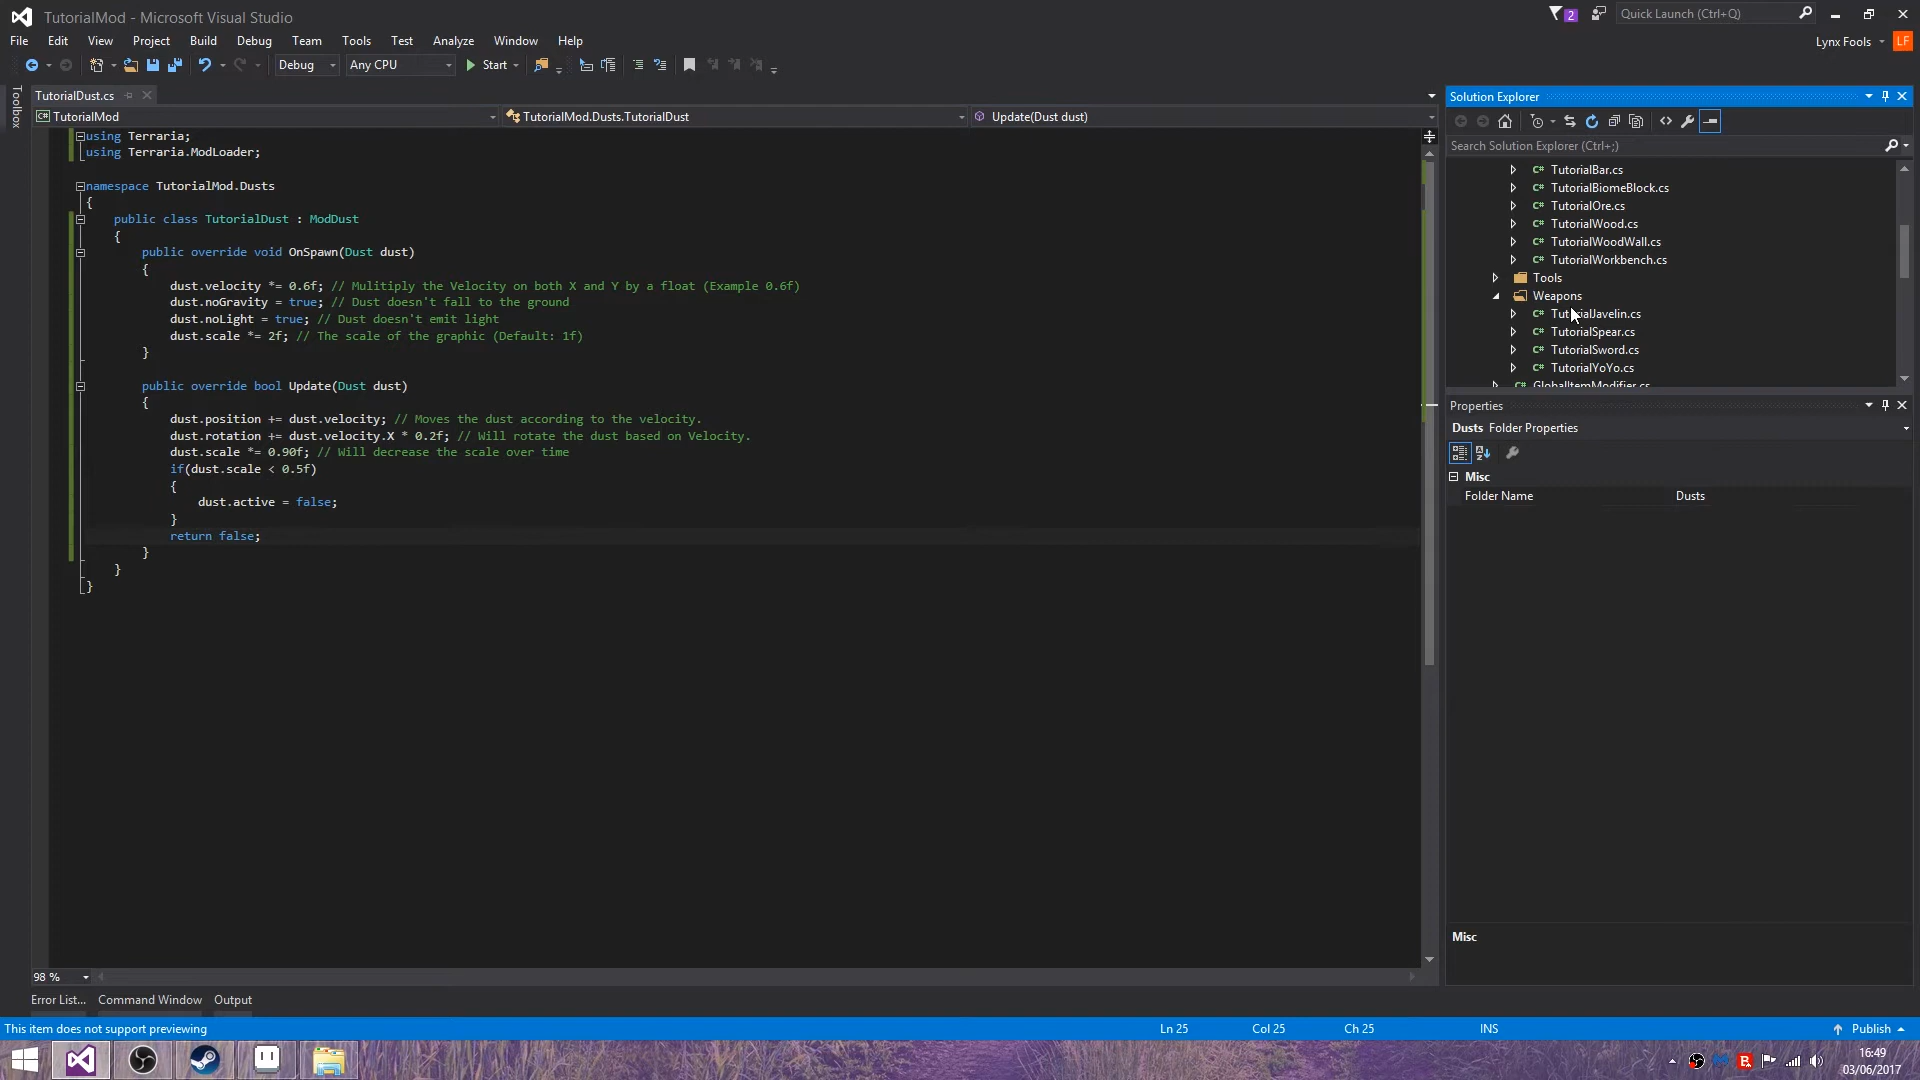 TutorialMod - Microsoft Visual Studio
2
Quick Launch (Ctrl+Q)
File Edit View Project Build Debug Team Tools Test Analyze Window Help
Lynx Fools LF
Debug Any CPU Start
Toolbox
TutorialDust.cs
C# TutorialMod TutorialMod.Dusts.TutorialDust Update(Dust dust)
using Terraria;
using Terraria.ModLoader;
namespace TutorialMod.Dusts
{
public class TutorialDust : ModDust
{
public override void OnSpawn(Dust dust)
{
dust.velocity *= 0.6f; // Mulitiply the Velocity on both X and Y by a float (Example 0.6f)
dust.noGravity = true; // Dust doesn't fall to the ground
dust.noLight = true; // Dust doesn't emit light
dust.scale *= 2f; // The scale of the graphic (Default: 1f)
}
public override bool Update(Dust dust)
{
dust.position += dust.velocity; // Moves the dust according to the velocity.
dust.rotation += dust.velocity.X * 0.2f; // Will rotate the dust based on Velocity.
dust.scale *= 0.90f; // Will decrease the scale over time
if(dust.scale < 0.5f)
{
dust.active = false;
}
return false;
}
}
}
98 %
Error List... Command Window Output
Solution Explorer
Search Solution Explorer (Ctrl+;)
C# TutorialBar.cs
C# TutorialBiomeBlock.cs
C# TutorialOre.cs
C# TutorialWood.cs
C# TutorialWoodWall.cs
C# TutorialWorkbench.cs
Tools
Weapons
C# TutorialJavelin.cs
C# TutorialSpear.cs
C# TutorialSword.cs
C# TutorialYoYo.cs
C# GlobalItemModifier.cs
Properties
Dusts Folder Properties
Misc
Folder Name Dusts
Misc
This item does not support previewing
Ln 25 Col 25 Ch 25 INS
Publish
16:49
03/06/2017